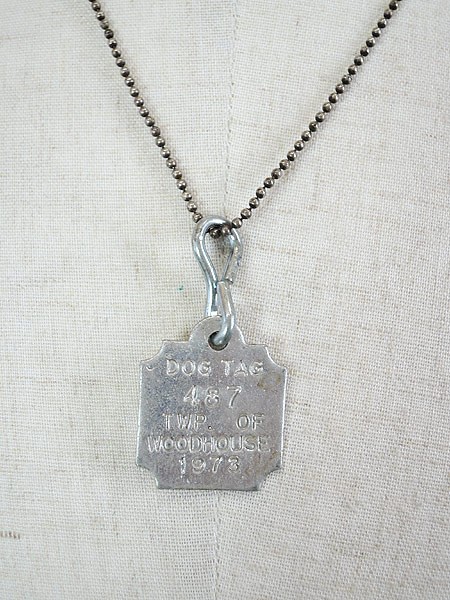 DOG TAG
487
TWP. OF
WOODHOUSE
1973